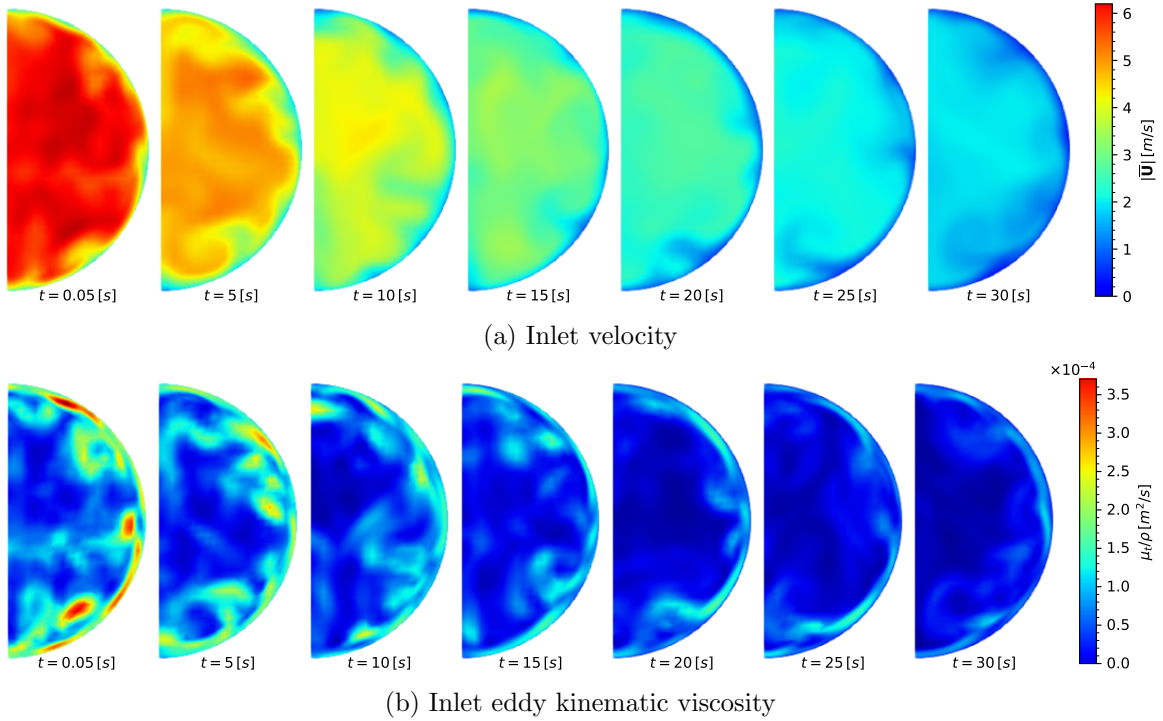 6
5
4
3
2
1
0
|U̅| [m/s]
t = 0.05 [s] t = 5 [s] t = 10 [s] t = 15 [s] t = 20 [s] t = 25 [s] t = 30 [s]
(a) Inlet velocity
×10⁻⁴
3.5
3.0
2.5
2.0
1.5
1.0
0.5
0.0
μₜ/ρ [m²/s]
t = 0.05 [s] t = 5 [s] t = 10 [s] t = 15 [s] t = 20 [s] t = 25 [s] t = 30 [s]
(b) Inlet eddy kinematic viscosity